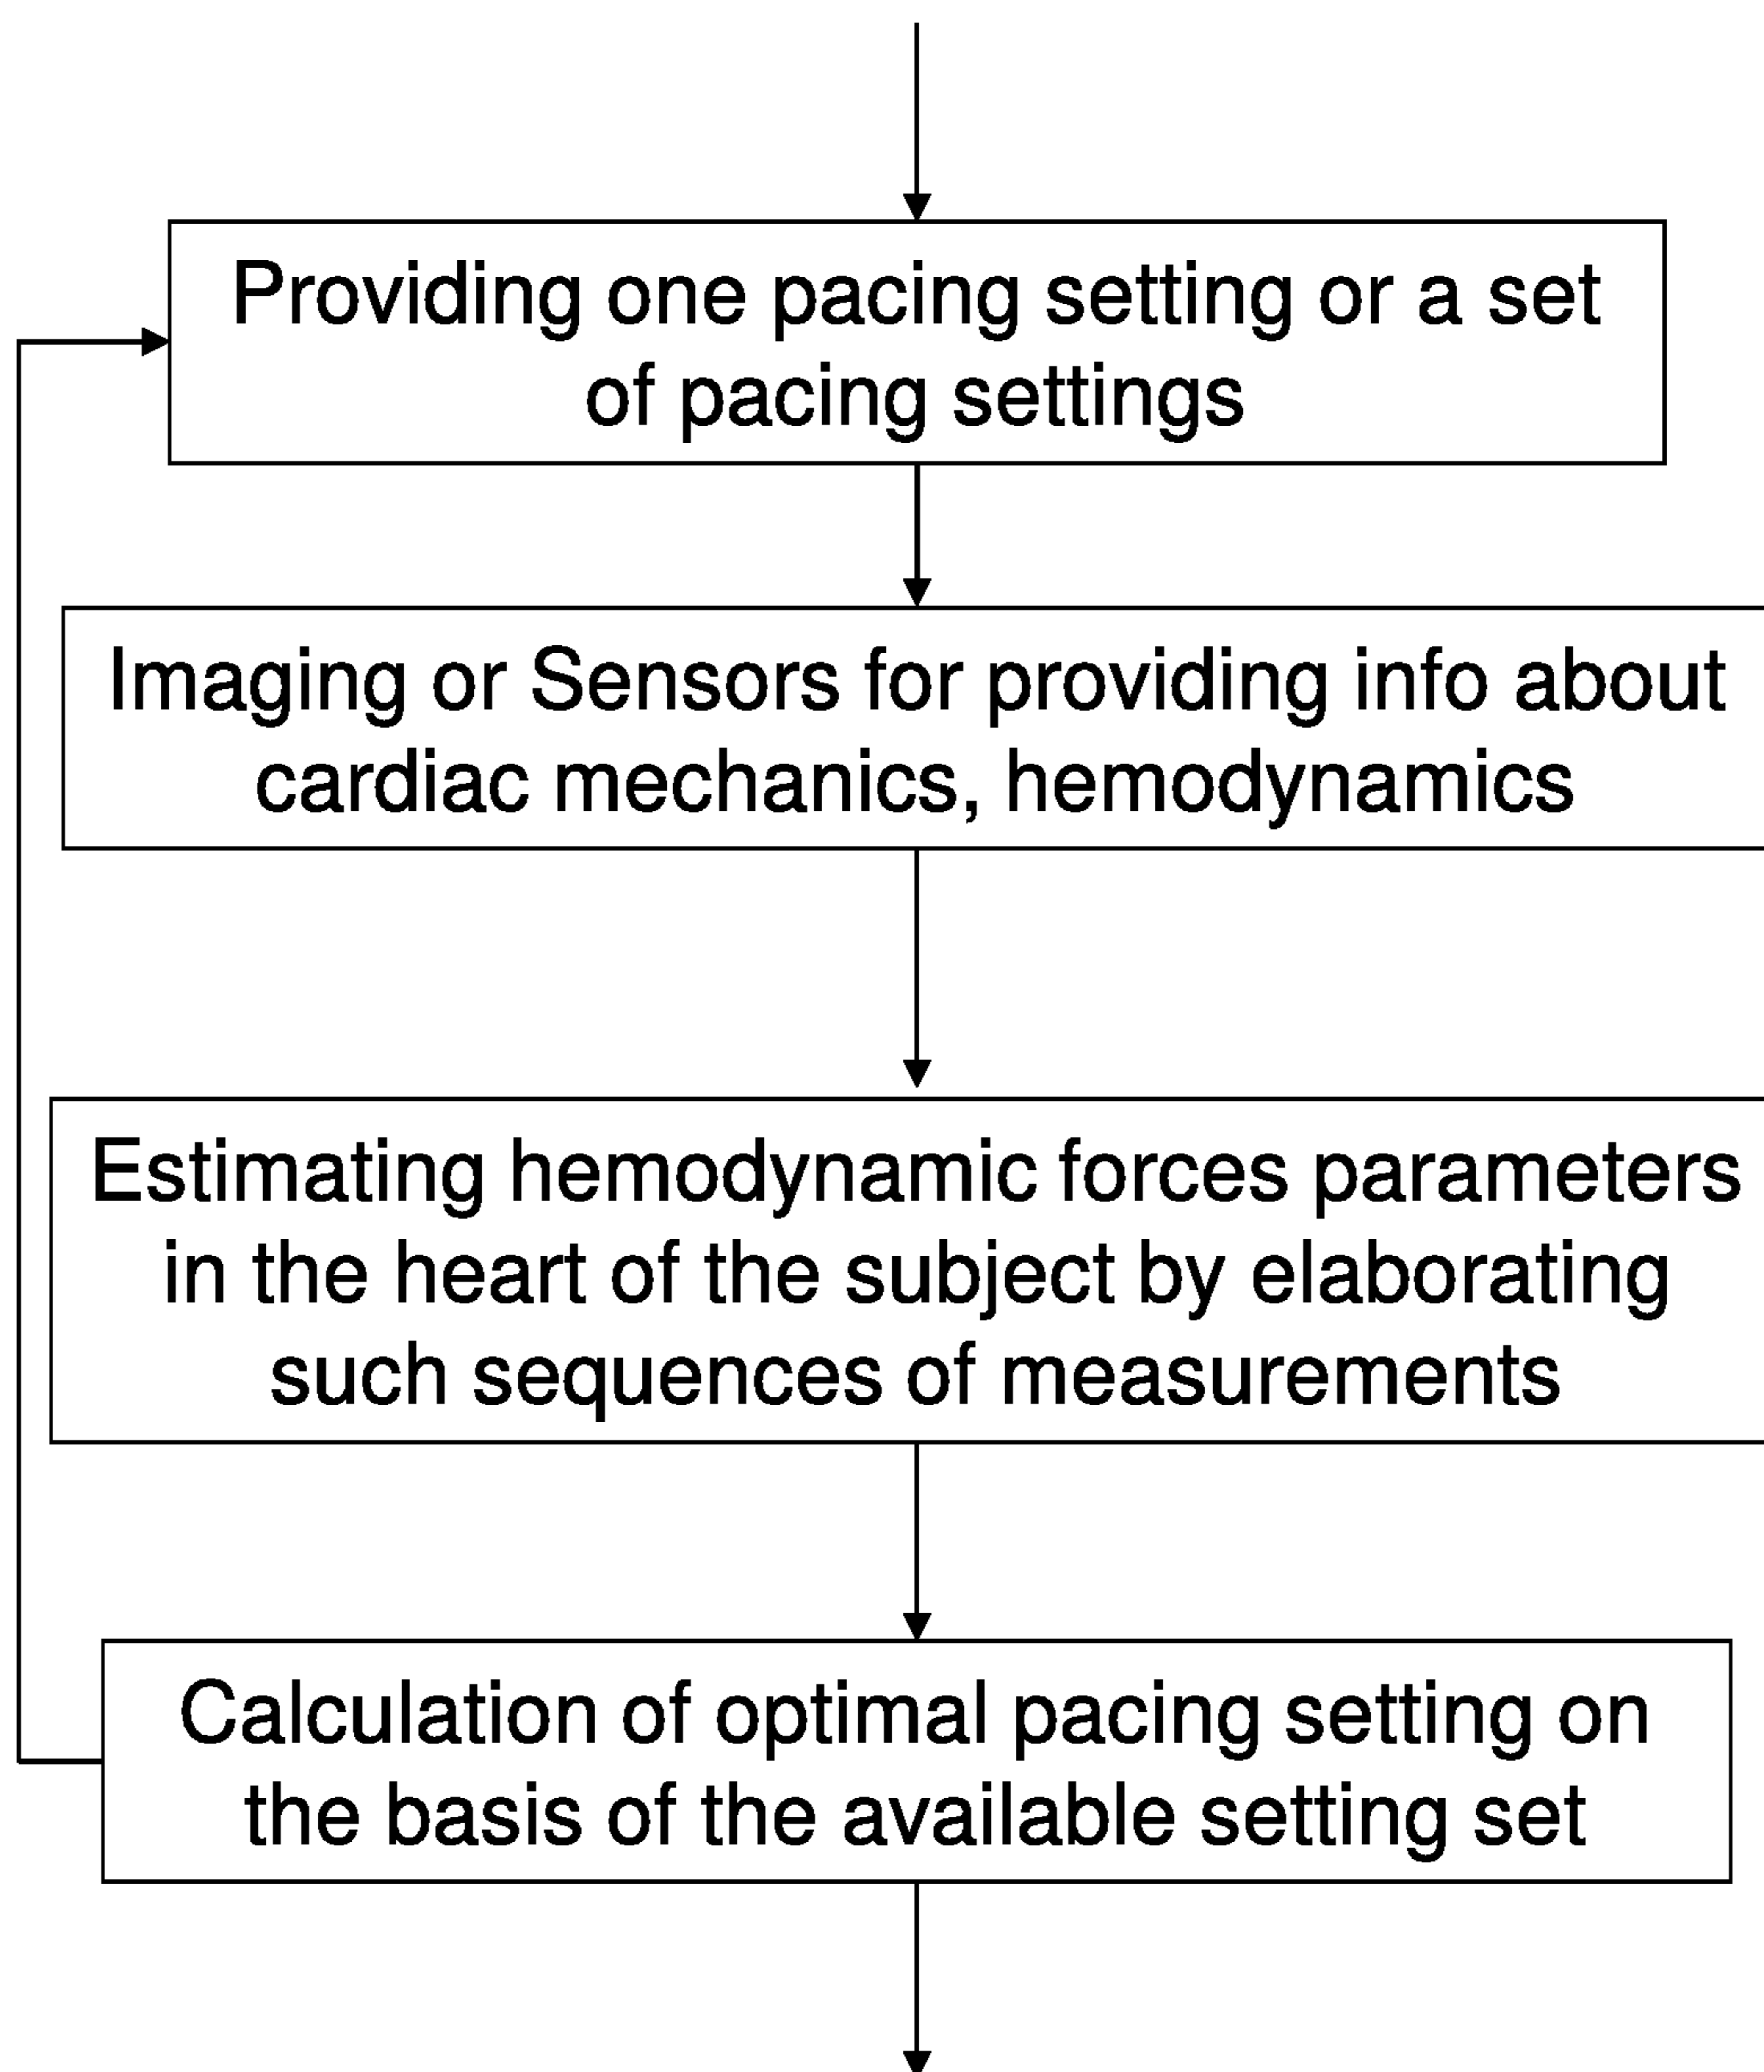 Providing one pacing setting or a set
of pacing settings
Imaging or Sensors for providing info about
cardiac mechanics, hemodynamics
Estimating hemodynamic forces parameters
in the heart of the subject by elaborating
such sequences of measurements
Calculation of optimal pacing setting on
the basis of the available setting set